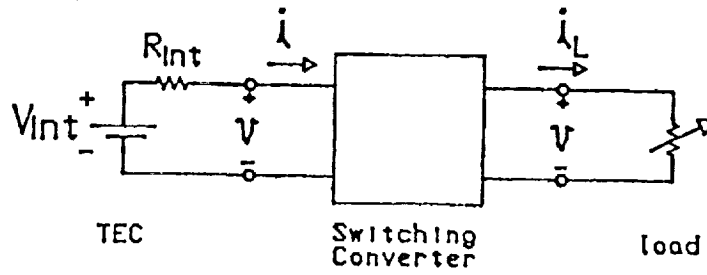 i
i_L
R_Int
+
+
+
V_Int
V
V
-
-
-
TEC
Switching
Converter
load